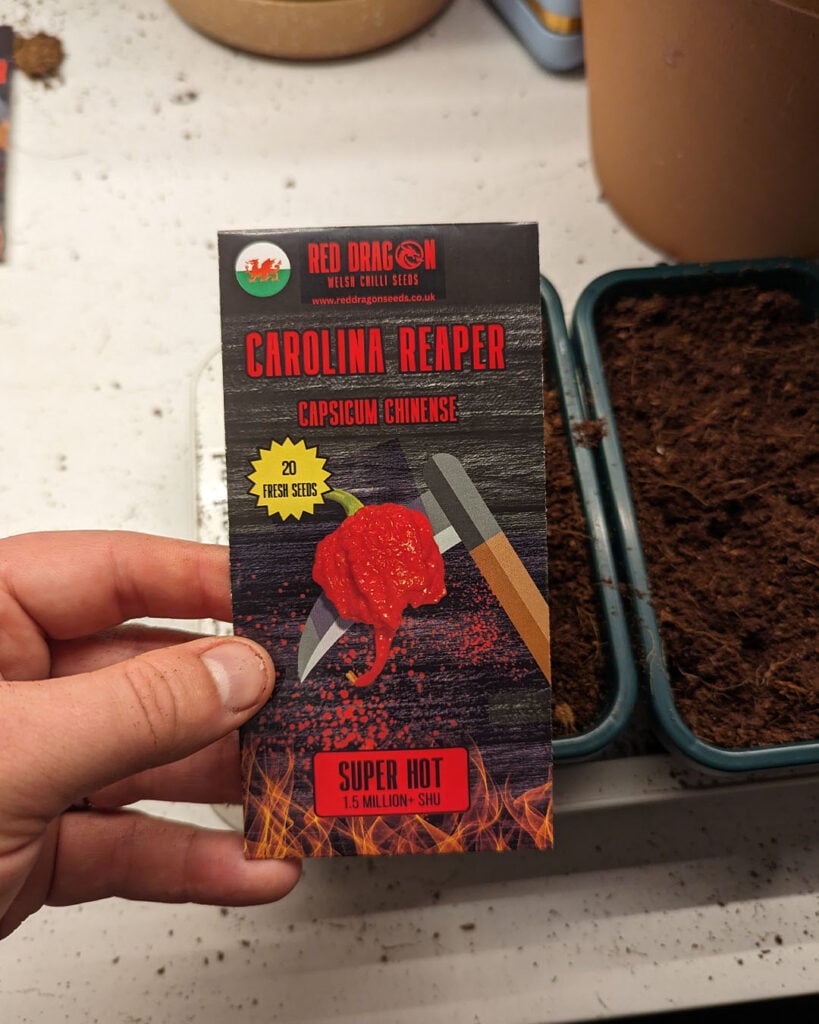 RED DRAGON
WELSH CHILLI SEEDS
www.reddragonseeds.co.uk
CAROLINA REAPER
CAPSICUM CHINENSE
20
FRESH SEEDS
SUPER HOT
1.5 MILLION+ SHU